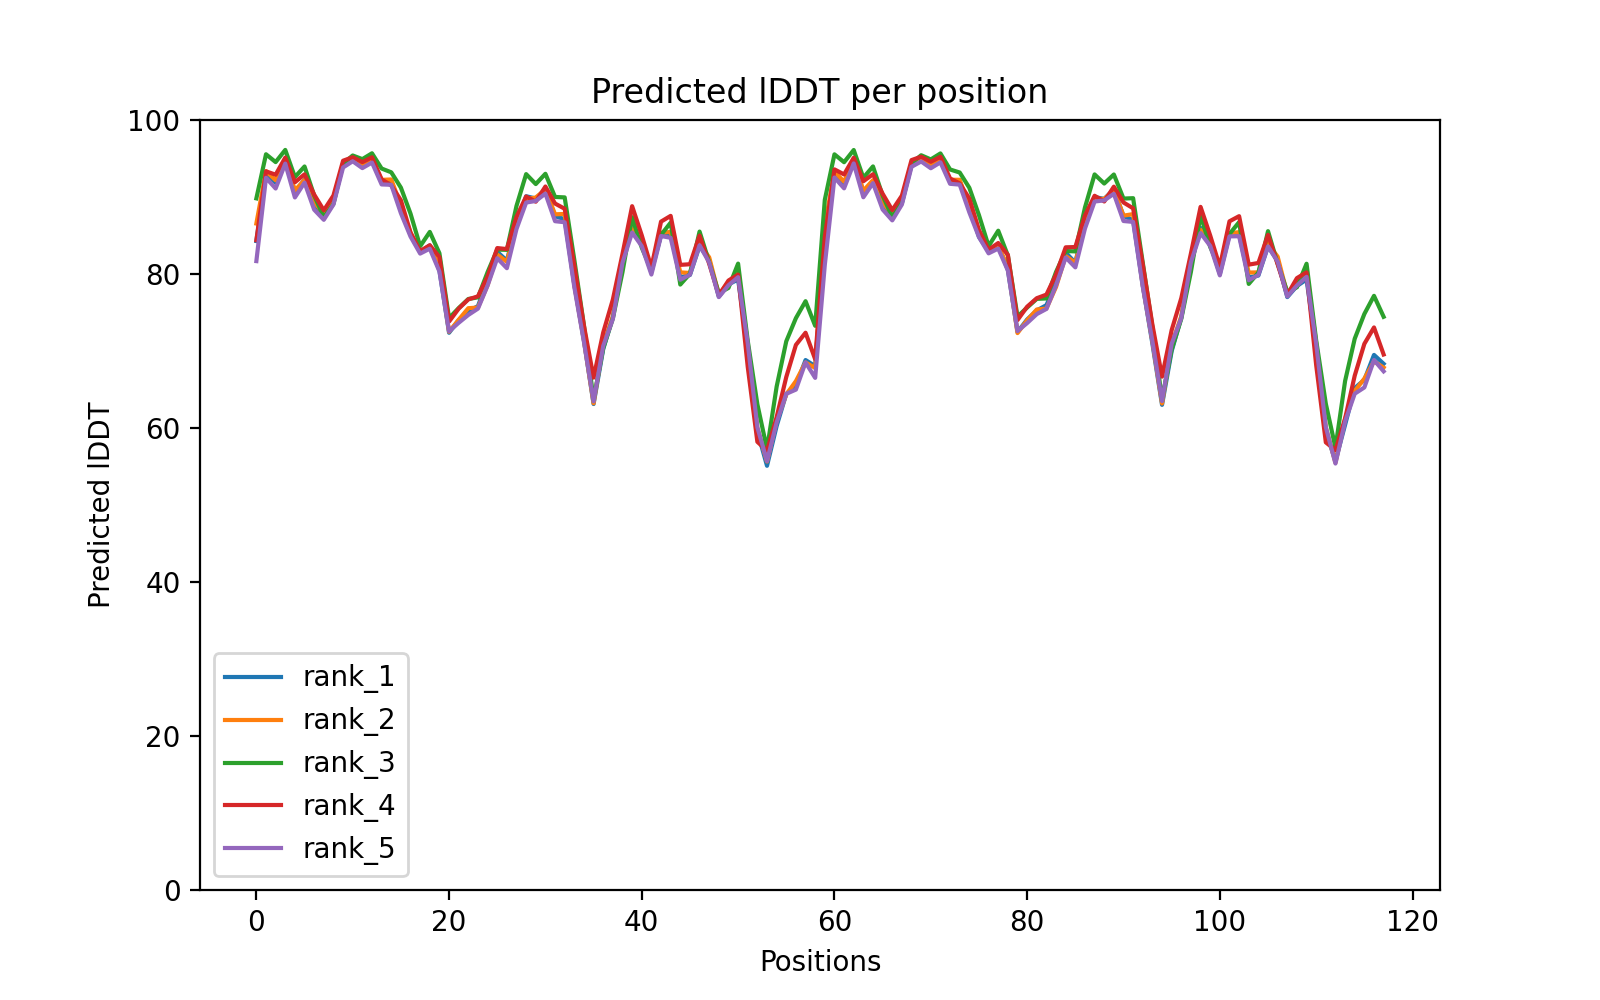 Predicted lDDT per position
100
80
60
40
20
0
Predicted lDDT
rank_1
rank_2
rank_3
rank_4
rank_5
0 20 40 60 80 100 120
Positions